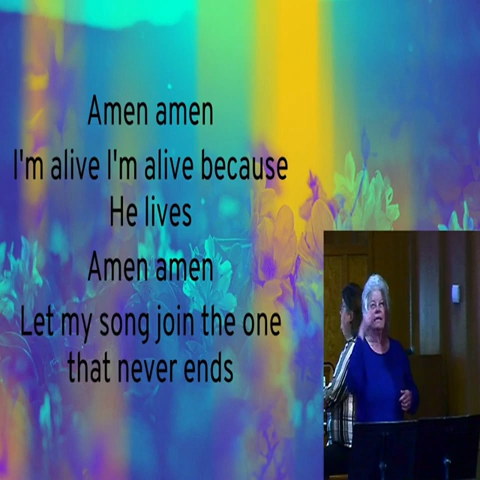 Amen amen
I'm alive I'm alive because
He lives
Amen amen
Let my song join the one
that never ends